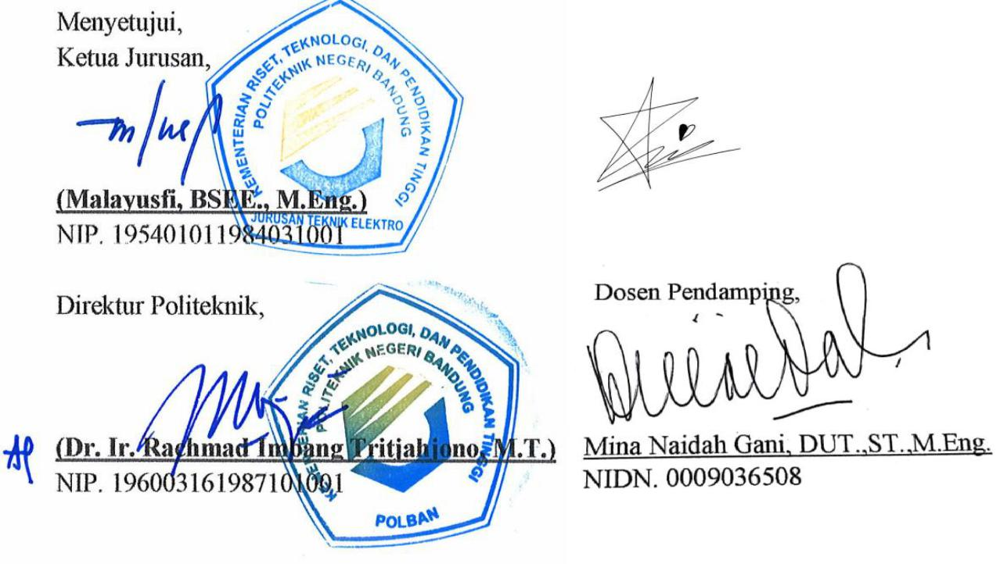 Menyetujui,
Ketua Jurusan,
KEMENTERIAN RISET, TEKNOLOGI, DAN PENDIDIKAN TINGGI
POLITEKNIK NEGERI BANDUNG
JURUSAN TEKNIK ELEKTRO
(Malayusfi, BSEE., M.Eng.)
NIP. 195401011984031001
Direktur Politeknik,
KEMENTERIAN RISET, TEKNOLOGI, DAN PENDIDIKAN TINGGI
POLITEKNIK NEGERI BANDUNG
POLBAN
(Dr. Ir. Rachmad Imbang Tritjahjono, M.T.)
NIP. 196003161987101001
Dosen Pendamping,
Mina Naidah Gani, DUT.,ST.,M.Eng.
NIDN. 0009036508